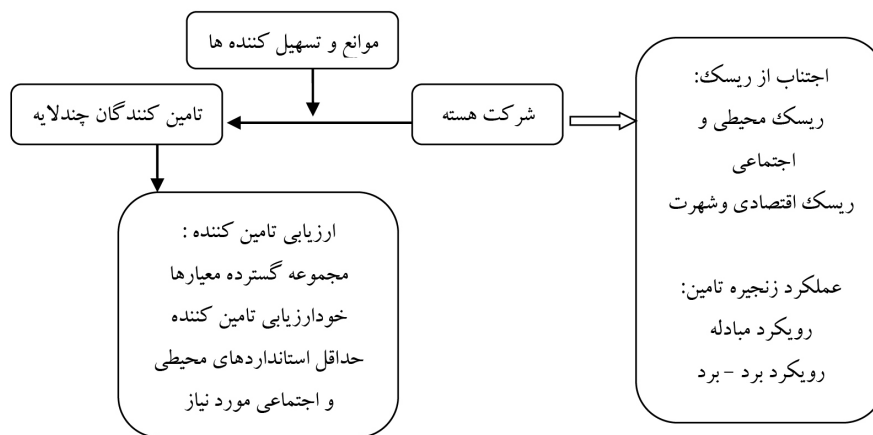 موانع و تسهیل کننده ها
شرکت هسته
تامین کنندگان چندلایه
اجتناب از ریسک:
ریسک محیطی و
اجتماعی
ریسک اقتصادی وشهرت
عملکرد زنجیره تامین:
رویکرد مبادله
رویکرد برد – برد
ارزیابی تامین کننده :
مجموعه گسترده معیارها
خودارزیابی تامین کننده
حداقل استانداردهای محیطی
و اجتماعی مورد نیاز